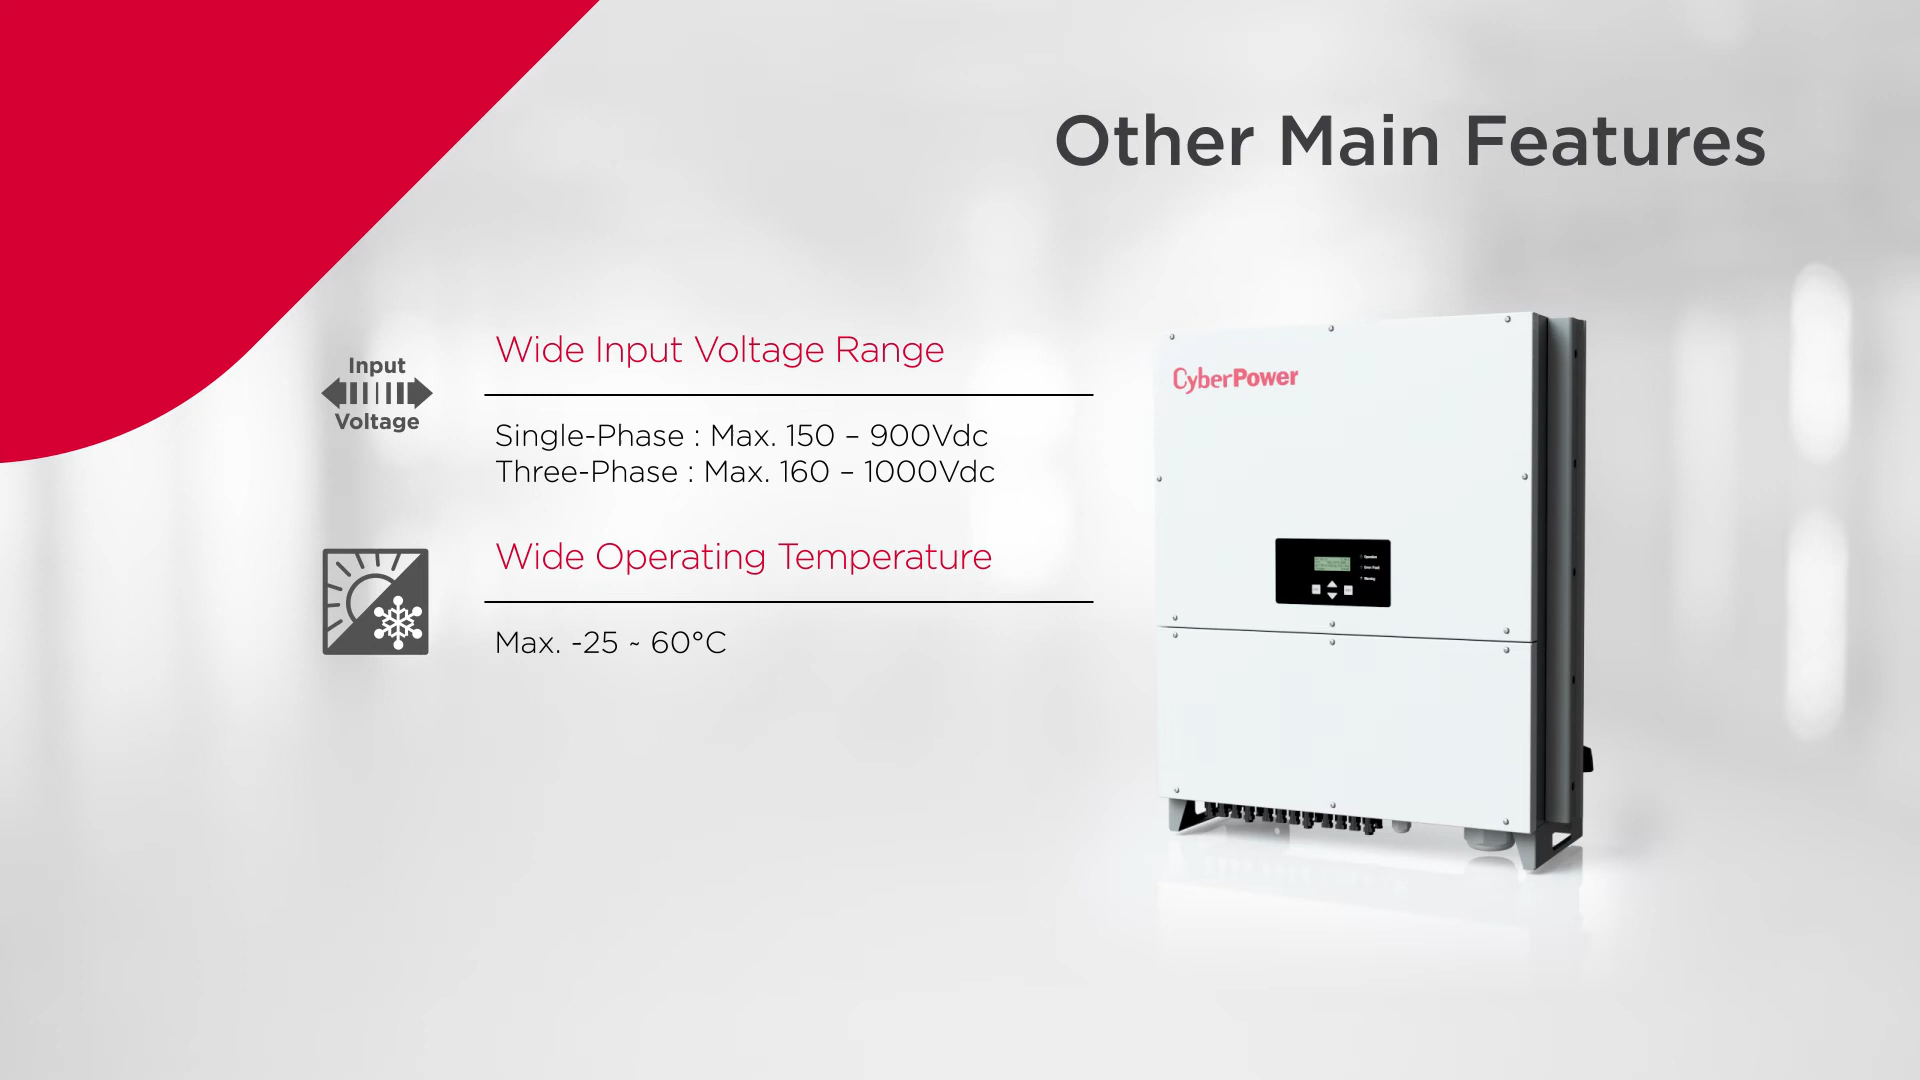 Other Main Features
Input
Voltage
Wide Input Voltage Range
Single-Phase : Max. 150 – 900Vdc
Three-Phase : Max. 160 – 1000Vdc
Wide Operating Temperature
Max. -25 ~ 60°C
CyberPower